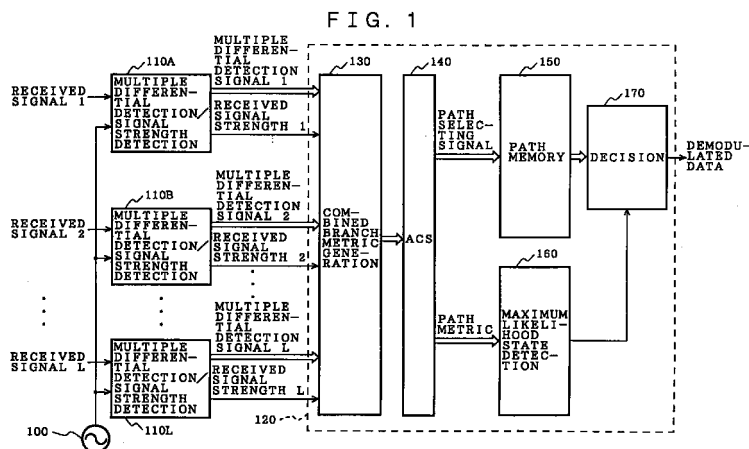 FIG. 1
110A
MULTIPLE
DIFFEREN-
TIAL
DETECTION/
SIGNAL
STRENGTH
DETECTION
RECEIVED
SIGNAL 1
MULTIPLE
DIFFEREN-
TIAL
DETECTION
SIGNAL 1
RECEIVED
SIGNAL
STRENGTH 1
110B
MULTIPLE
DIFFEREN-
TIAL
DETECTION/
SIGNAL
STRENGTH
DETECTION
RECEIVED
SIGNAL 2
MULTIPLE
DIFFEREN-
TIAL
DETECTION
SIGNAL 2
RECEIVED
SIGNAL
STRENGTH 2
MULTIPLE
DIFFEREN-
TIAL
DETECTION/
SIGNAL
STRENGTH
DETECTION
110L
RECEIVED
SIGNAL L
MULTIPLE
DIFFEREN-
TIAL
DETECTION
SIGNAL L
RECEIVED
SIGNAL
STRENGTH L
100
120
130
COM-
BINED
BRANCH
METRIC
GENE-
RATION
140
ACS
PATH
SELEC-
TING
SIGNAL
PATH
METRIC
150
PATH
MEMORY
160
MAXIMUM
LIKELI-
HOOD
STATE
DETEC-
TION
170
DECISION
DEMODU-
LATED
DATA